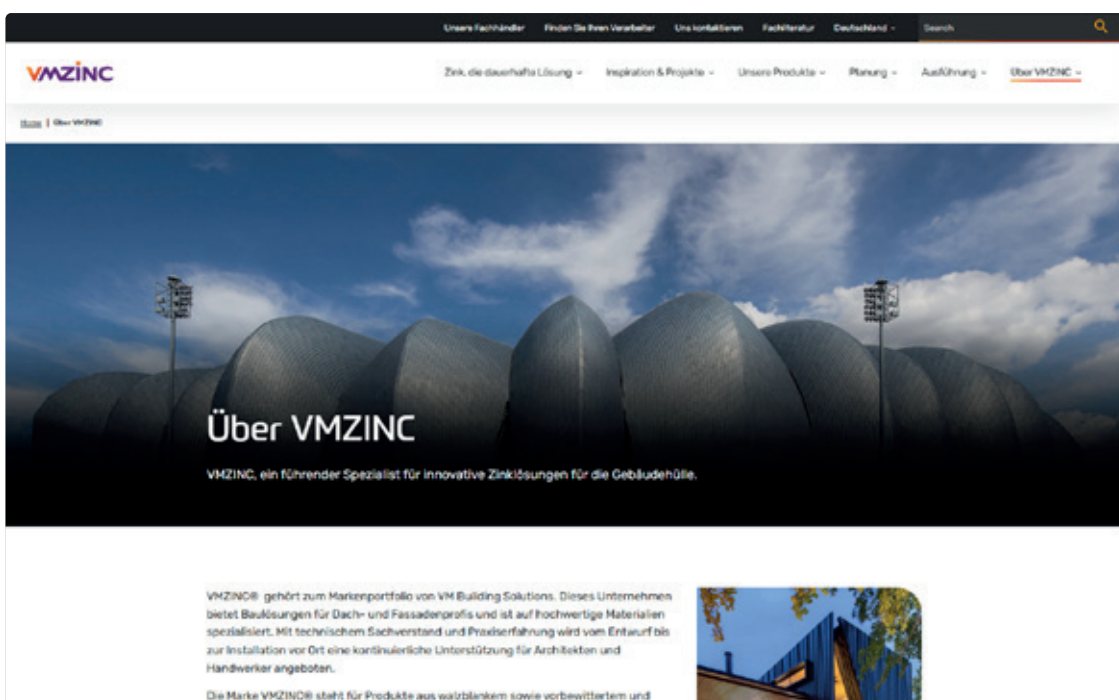 Unsere Fachhändler Finden Sie Ihren Verarbeiter Uns kontaktieren Fachliteratur Deutschland Search
VMZINC
Zink, die dauerhafte Lösung Inspiration & Projekte Unsere Produkte Planung Ausführung Über VMZINC
Home | Über VMZINC
Über VMZINC
VMZINC, ein führender Spezialist für innovative Zinklösungen für die Gebäudehülle.
VMZINC® gehört zum Markenportfolio von VM Building Solutions. Dieses Unternehmen
bietet Baulösungen für Dach- und Fassadenprofis und ist auf hochwertige Materialien
spezialisiert. Mit technischem Sachverstand und Praxiserfahrung wird vom Entwurf bis
zur Installation vor Ort eine kontinuierliche Unterstützung für Architekten und
Handwerker angeboten.
Die Marke VMZINC® steht für Produkte aus walzblankem sowie vorbewittertem und